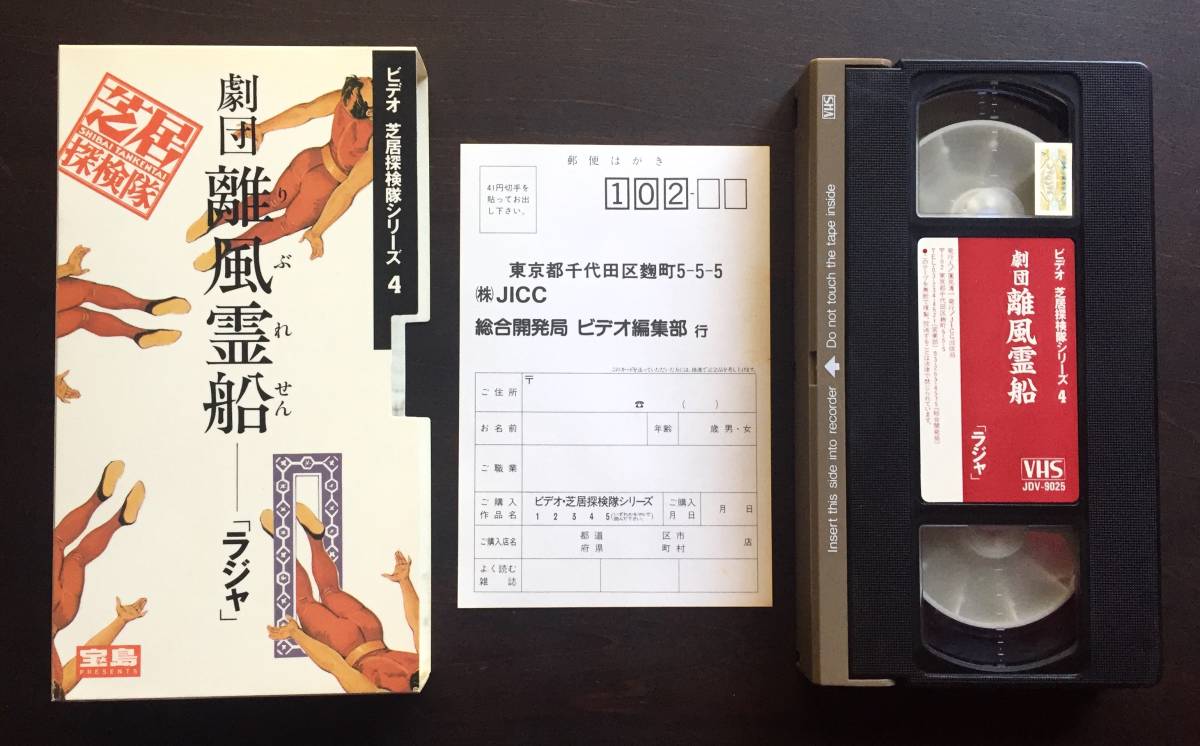 芝居
SHIBAI TANKENTAI
探検隊
劇団離風霊船
りぶれせん
「ラジャ」
ビデオ 芝居探検隊シリーズ 4
宝島
PRESENTS
郵便はがき
41円切手を
貼ってお出
し下さい。
102-
東京都千代田区麴町5-5-5
㈱JICC
総合開発局 ビデオ編集部 行
ご住所
〒
☎ ( )
お名前
年齢
歳 男・女
ご職業
ご購入
作品名
ビデオ・芝居探検隊シリーズ
1 2 3 4 5
ご購入
月日
月 日
ご購入店名
都道
府県
区市
町村
店
よく読む
雑誌
VHS
Insert this side into recorder Do not touch the tape inside
ビデオ 芝居探検隊シリーズ 4
劇団 離風霊船
「ラジャ」
VHS
JDV-9025